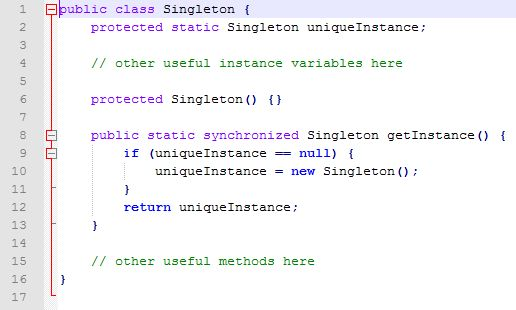 1 public class Singleton {
2     protected static Singleton uniqueInstance;
3
4     // other useful instance variables here
5
6     protected Singleton() {}
7
8     public static synchronized Singleton getInstance() {
9         if (uniqueInstance == null) {
10             uniqueInstance = new Singleton();
11         }
12         return uniqueInstance;
13     }
14
15     // other useful methods here
16 }
17